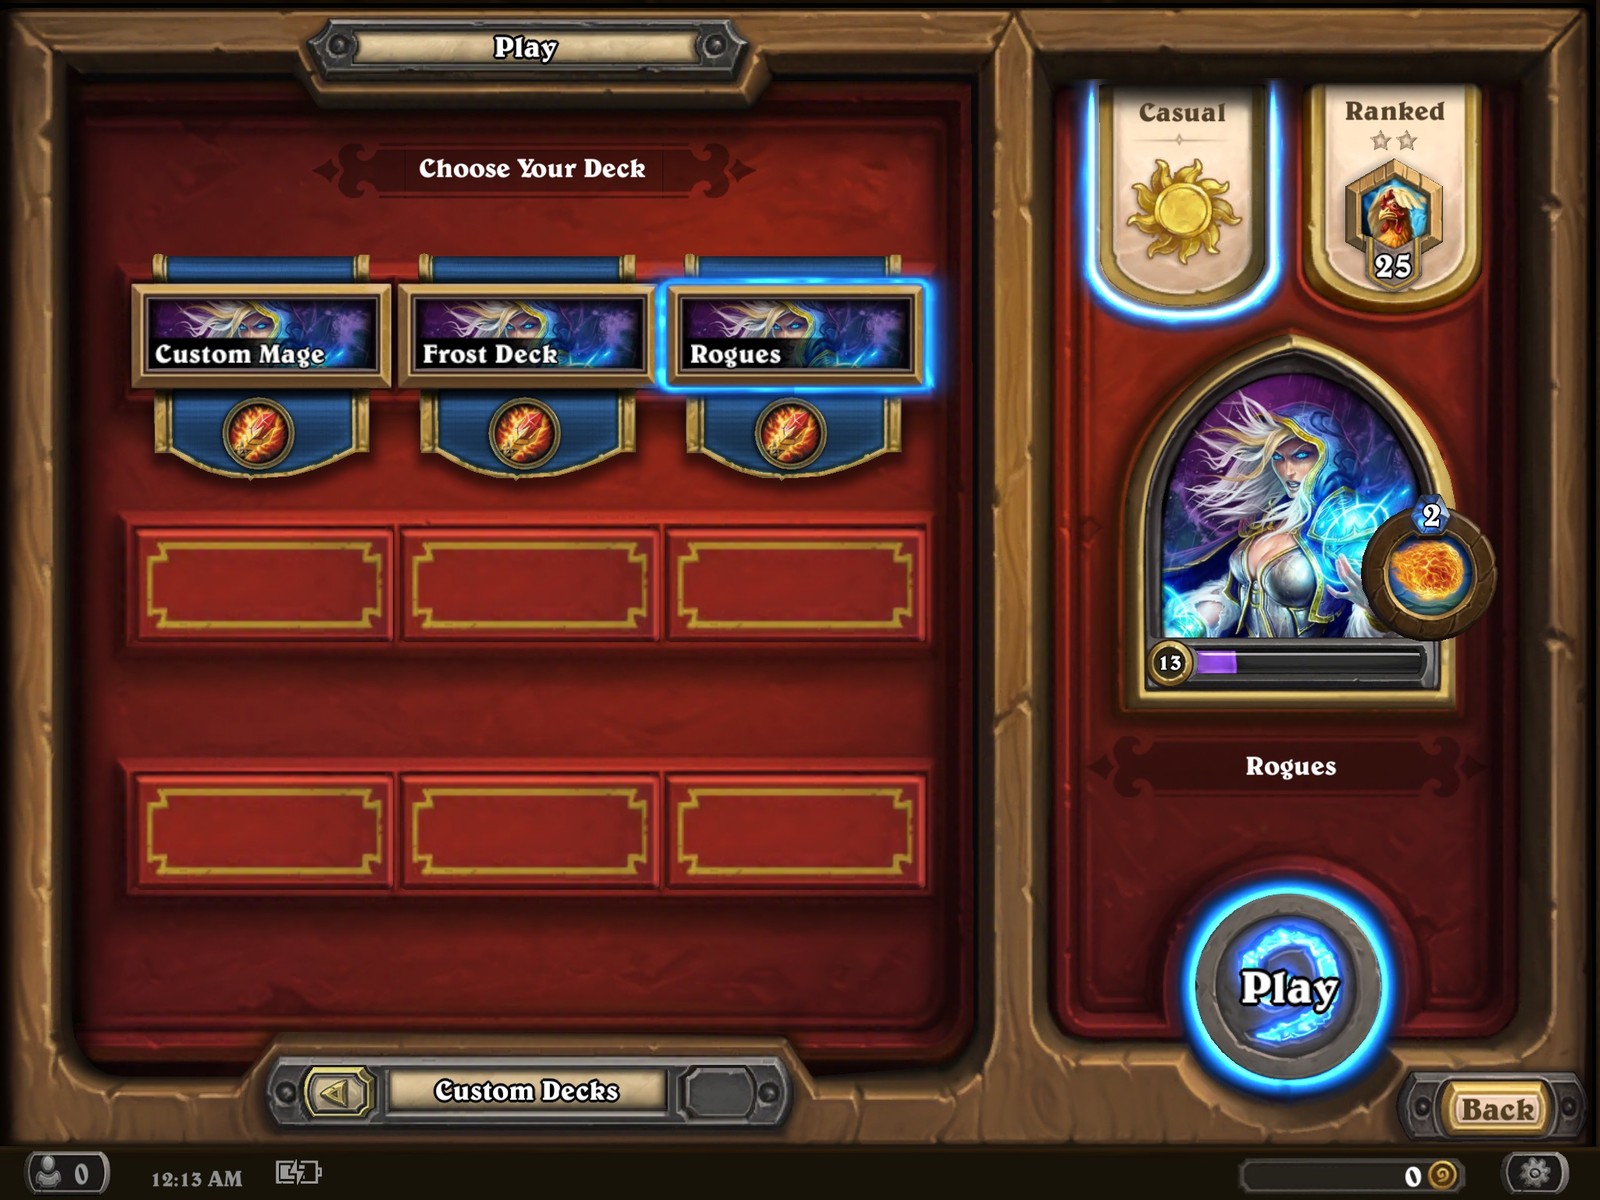 Play
Choose Your Deck
Custom Mage
Frost Deck
Rogues
Casual
Ranked
25
2
13
Rogues
Play
Custom Decks
Back
0
12:13 AM
0